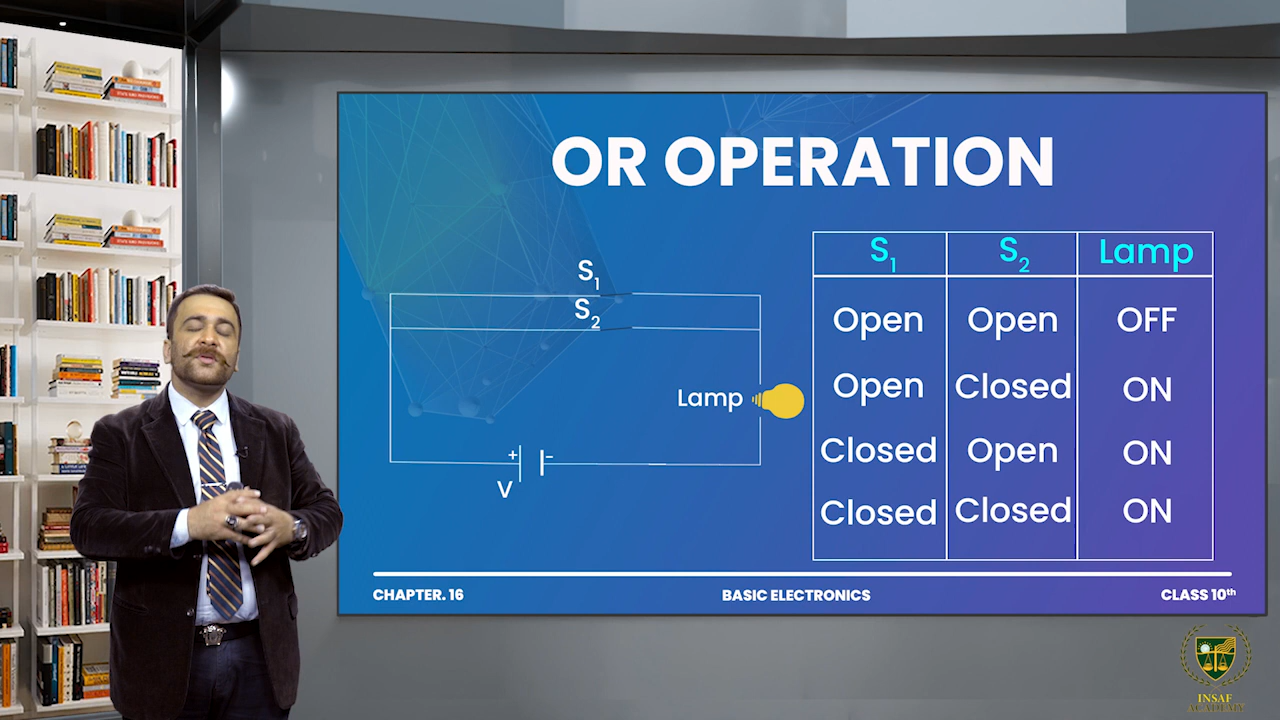 OR OPERATION
S1
S2
Lamp
+ −
V
S1 S2 Lamp
Open Open OFF
Open Closed ON
Closed Open ON
Closed Closed ON
CHAPTER. 16 BASIC ELECTRONICS CLASS 10th
INSAF
ACADEMY